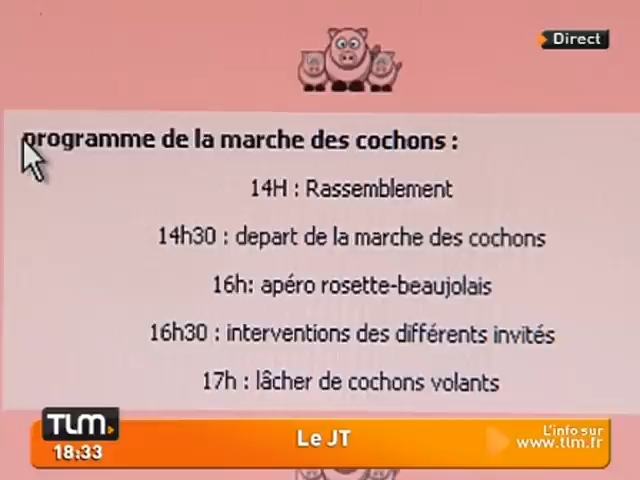 Direct
programme de la marche des cochons :
14H : Rassemblement
14h30 : depart de la marche des cochons
16h: apéro rosette-beaujolais
16h30 : interventions des différents invités
17h : lâcher de cochons volants
TLM
18:33
Le JT
L'info sur
www.tlm.fr